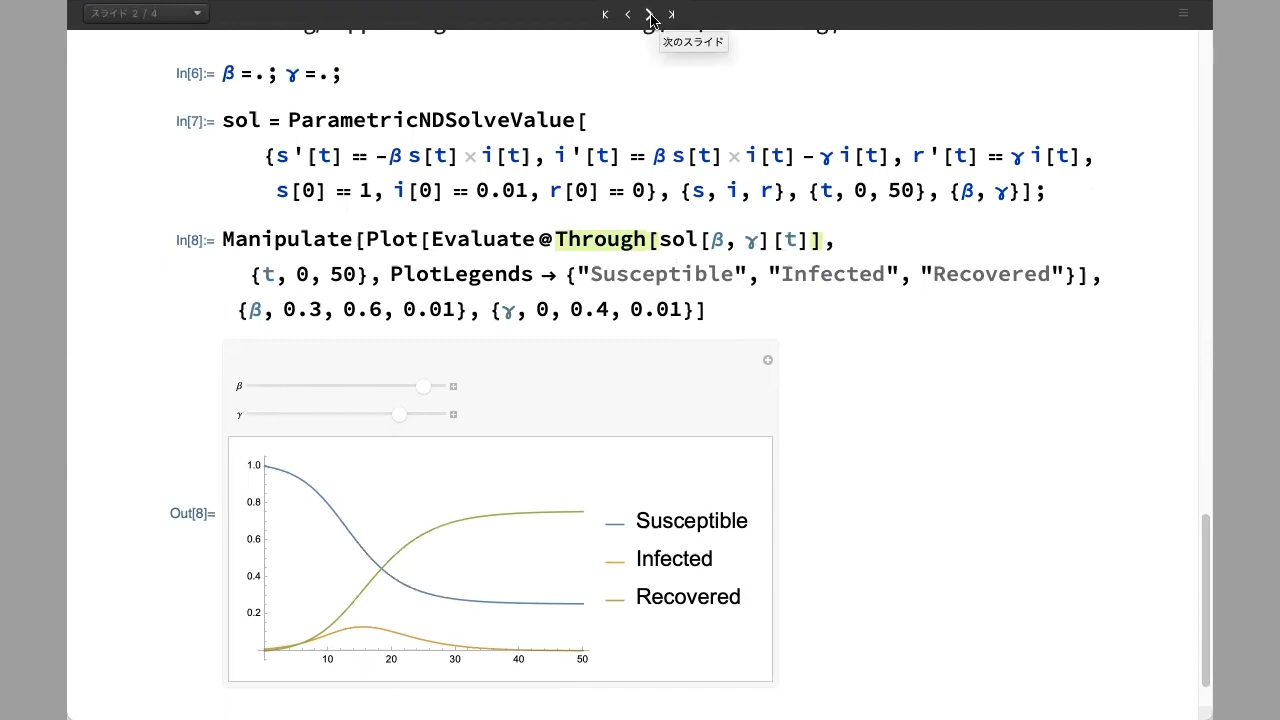 スライド 2 / 4
次のスライド
In[6]:= β =.; γ =.;
In[7]:= sol = ParametricNDSolveValue[
{s'[t] == -β s[t] × i[t], i'[t] == β s[t] × i[t] - γ i[t], r'[t] == γ i[t],
s[0] == 1, i[0] == 0.01, r[0] == 0}, {s, i, r}, {t, 0, 50}, {β, γ}];
In[8]:= Manipulate[Plot[Evaluate@Through[sol[β, γ][t]],
{t, 0, 50}, PlotLegends → {"Susceptible", "Infected", "Recovered"}],
{β, 0.3, 0.6, 0.01}, {γ, 0, 0.4, 0.01}]
β
γ
Out[8]=
1.0
0.8
0.6
0.4
0.2
10 20 30 40 50
Susceptible
Infected
Recovered